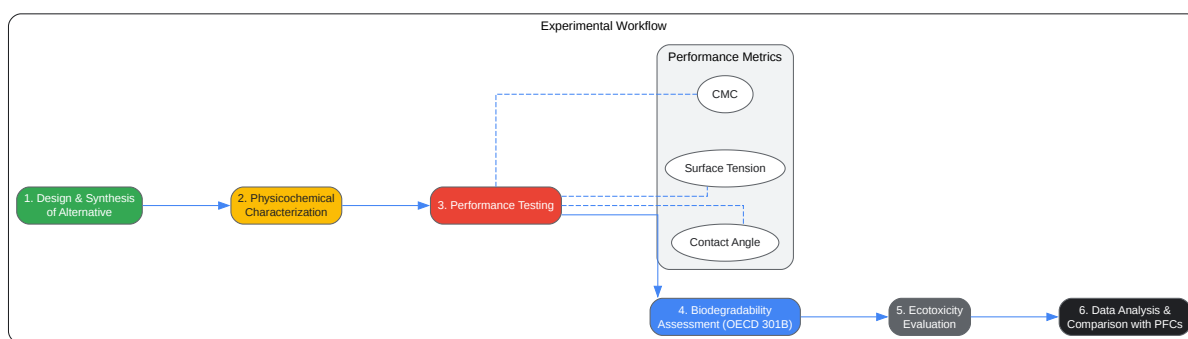 Experimental Workflow
Performance Metrics
CMC
Surface Tension
Contact Angle
1. Design & Synthesis
of Alternative
2. Physicochemical
Characterization
3. Performance Testing
4. Biodegradability
Assessment (OECD 301B)
5. Ecotoxicity
Evaluation
6. Data Analysis &
Comparison with PFCs